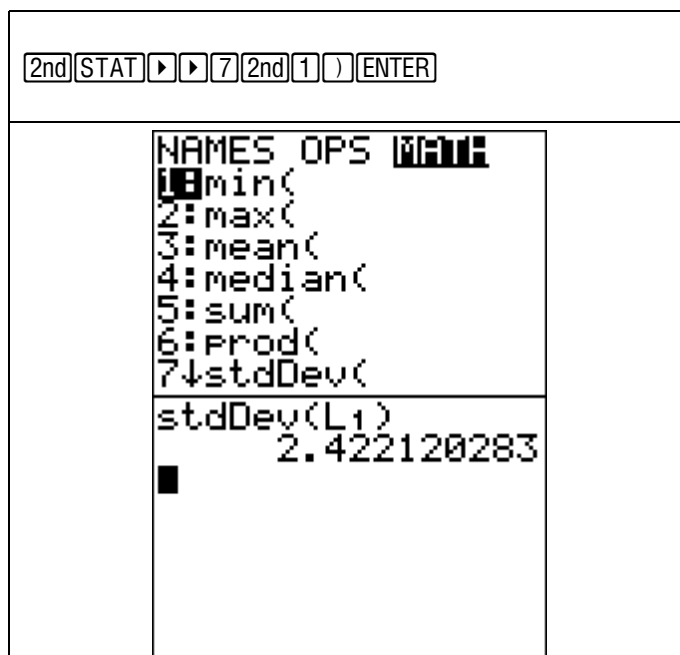 2nd STAT ▸ ▸ 7 2nd 1 ) ENTER
NAMES OPS MATH
1:min(
2:max(
3:mean(
4:median(
5:sum(
6:prod(
7↓stdDev(
stdDev(L₁)
2.422120283